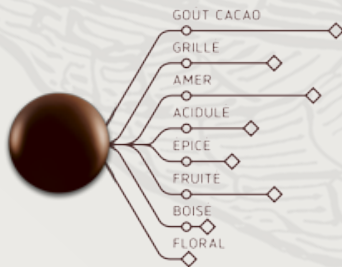 GOUT CACAO
GRILLE
AMER
ACIDULE
EPICE
FRUITE
BOISE
FLORAL